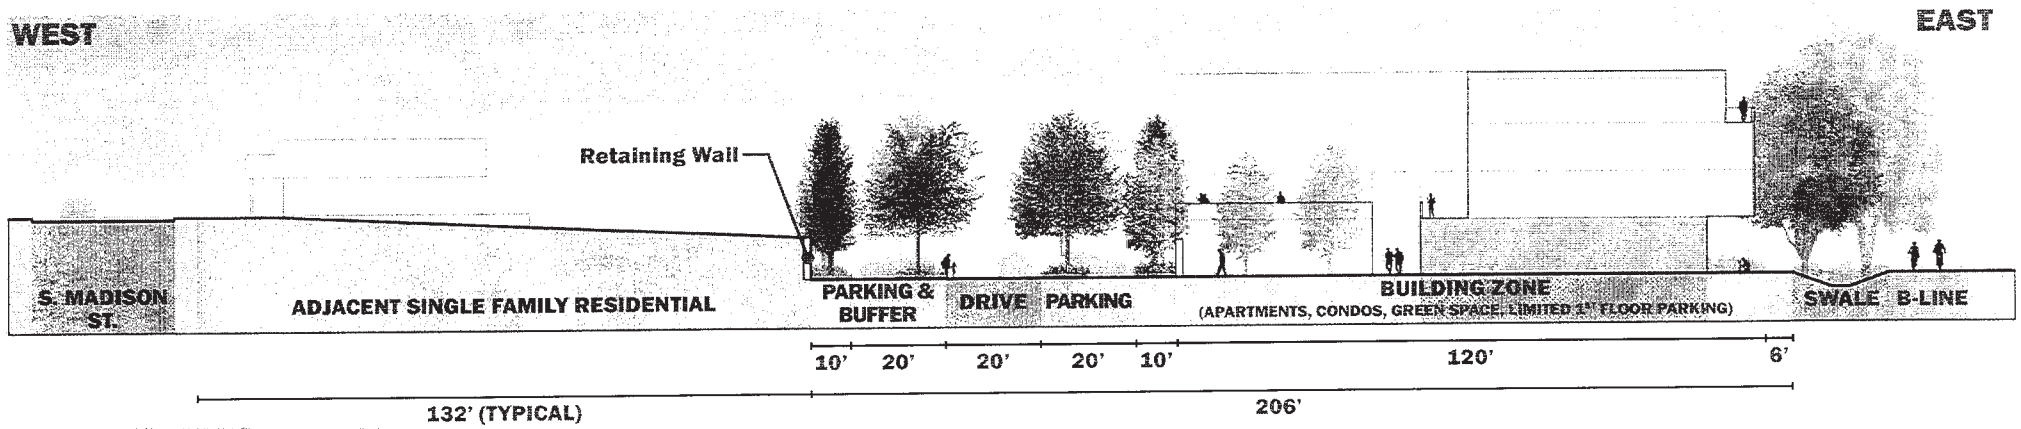 WEST
EAST
Retaining Wall
S. MADISON
ST.
ADJACENT SINGLE FAMILY RESIDENTIAL
PARKING &
BUFFER
DRIVE
PARKING
BUILDING ZONE
(APARTMENTS, CONDOS, GREEN SPACE, LIMITED 1ST FLOOR PARKING)
SWALE
B-LINE
10' 20' 20' 20' 10' 120' 6'
132' (TYPICAL)
206'